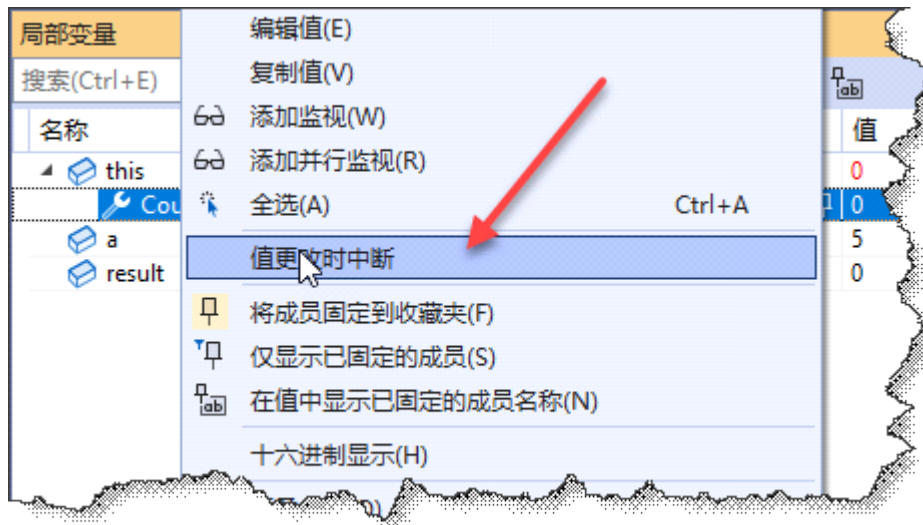 局部变量
编辑值(E)
搜索(Ctrl+E)
复制值(V)
名称
添加监视(W)
值
this
添加并行监视(R)
0
Cou
全选(A)
Ctrl+A
0
a
值更改时中断
5
result
0
将成员固定到收藏夹(F)
仅显示已固定的成员(S)
ab
在值中显示已固定的成员名称(N)
十六进制显示(H)